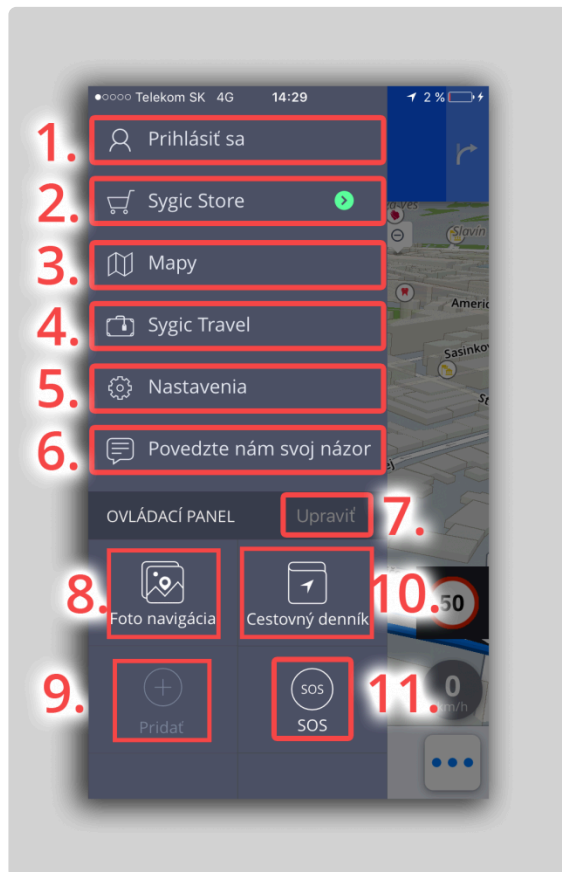 ●○○○○ Telekom SK 4G 14:29 2 %
1. Prihlásiť sa
2. Sygic Store
Slavín
3. Mapy
Americ
4. Sygic Travel
Sasinko
5. Nastavenia
6. Povedzte nám svoj názor
OVLÁDACÍ PANEL Upraviť 7.
8. Foto navigácia
Cestovný denník 10. 50
9. Pridať
SOS SOS 11. 0
km/h